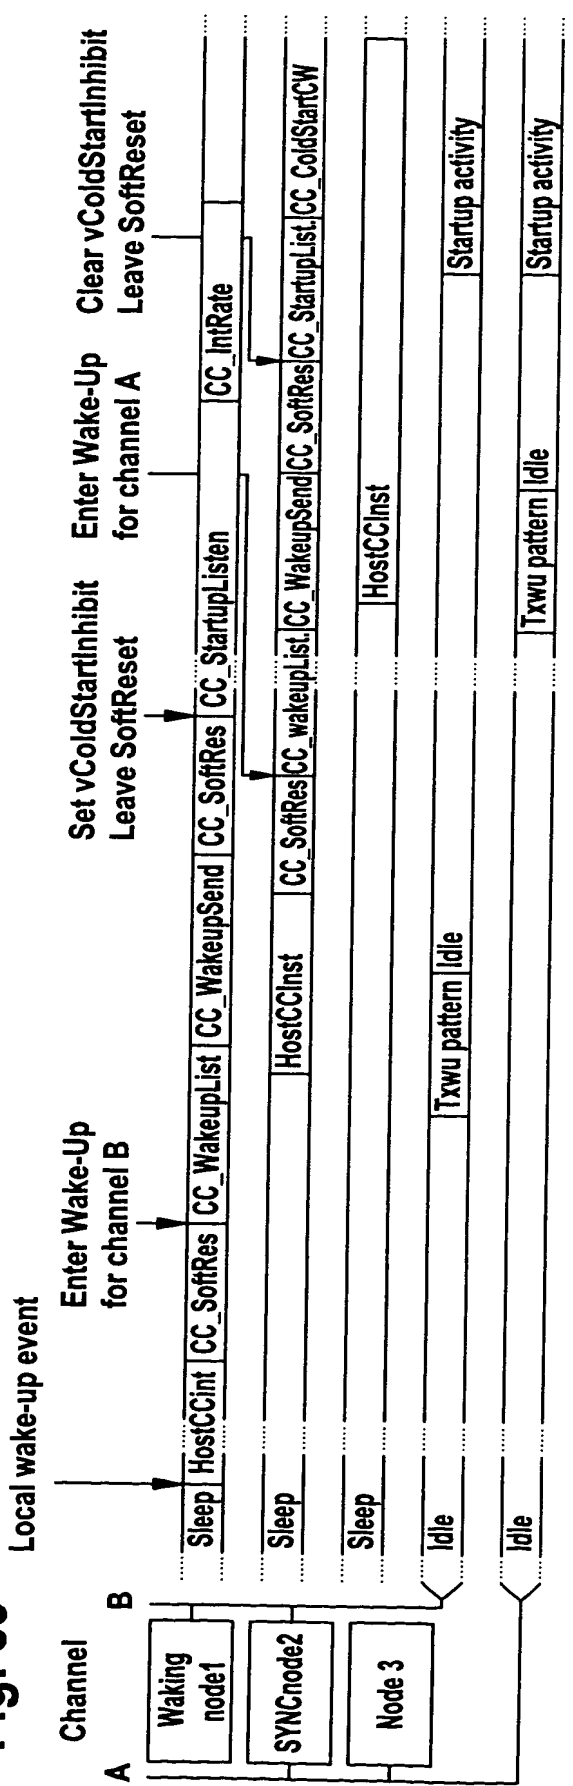 Channel
A
B
Local wake-up event
Enter Wake-Up
for channel B
Set vColdStartInhibit
Leave SoftReset
Enter Wake-Up
for channel A
Clear vColdStartInhibit
Leave SoftReset
Waking
node1
Sleep
HostCCint
CC_SoftRes
CC_WakeupList
CC_WakeupSend
CC_SoftRes
CC_StartupListen
CC_IntRate
SYNCnode2
Sleep
HostCCInst
CC_SoftRes
CC_wakeupList.
CC_WakeupSend
CC_SoftRes
CC_StartupList.
CC_ColdStartCW
Node 3
Sleep
HostCCInst
Idle
Txwu pattern
Idle
Startup activity
Idle
Txwu pattern
Idle
Startup activity